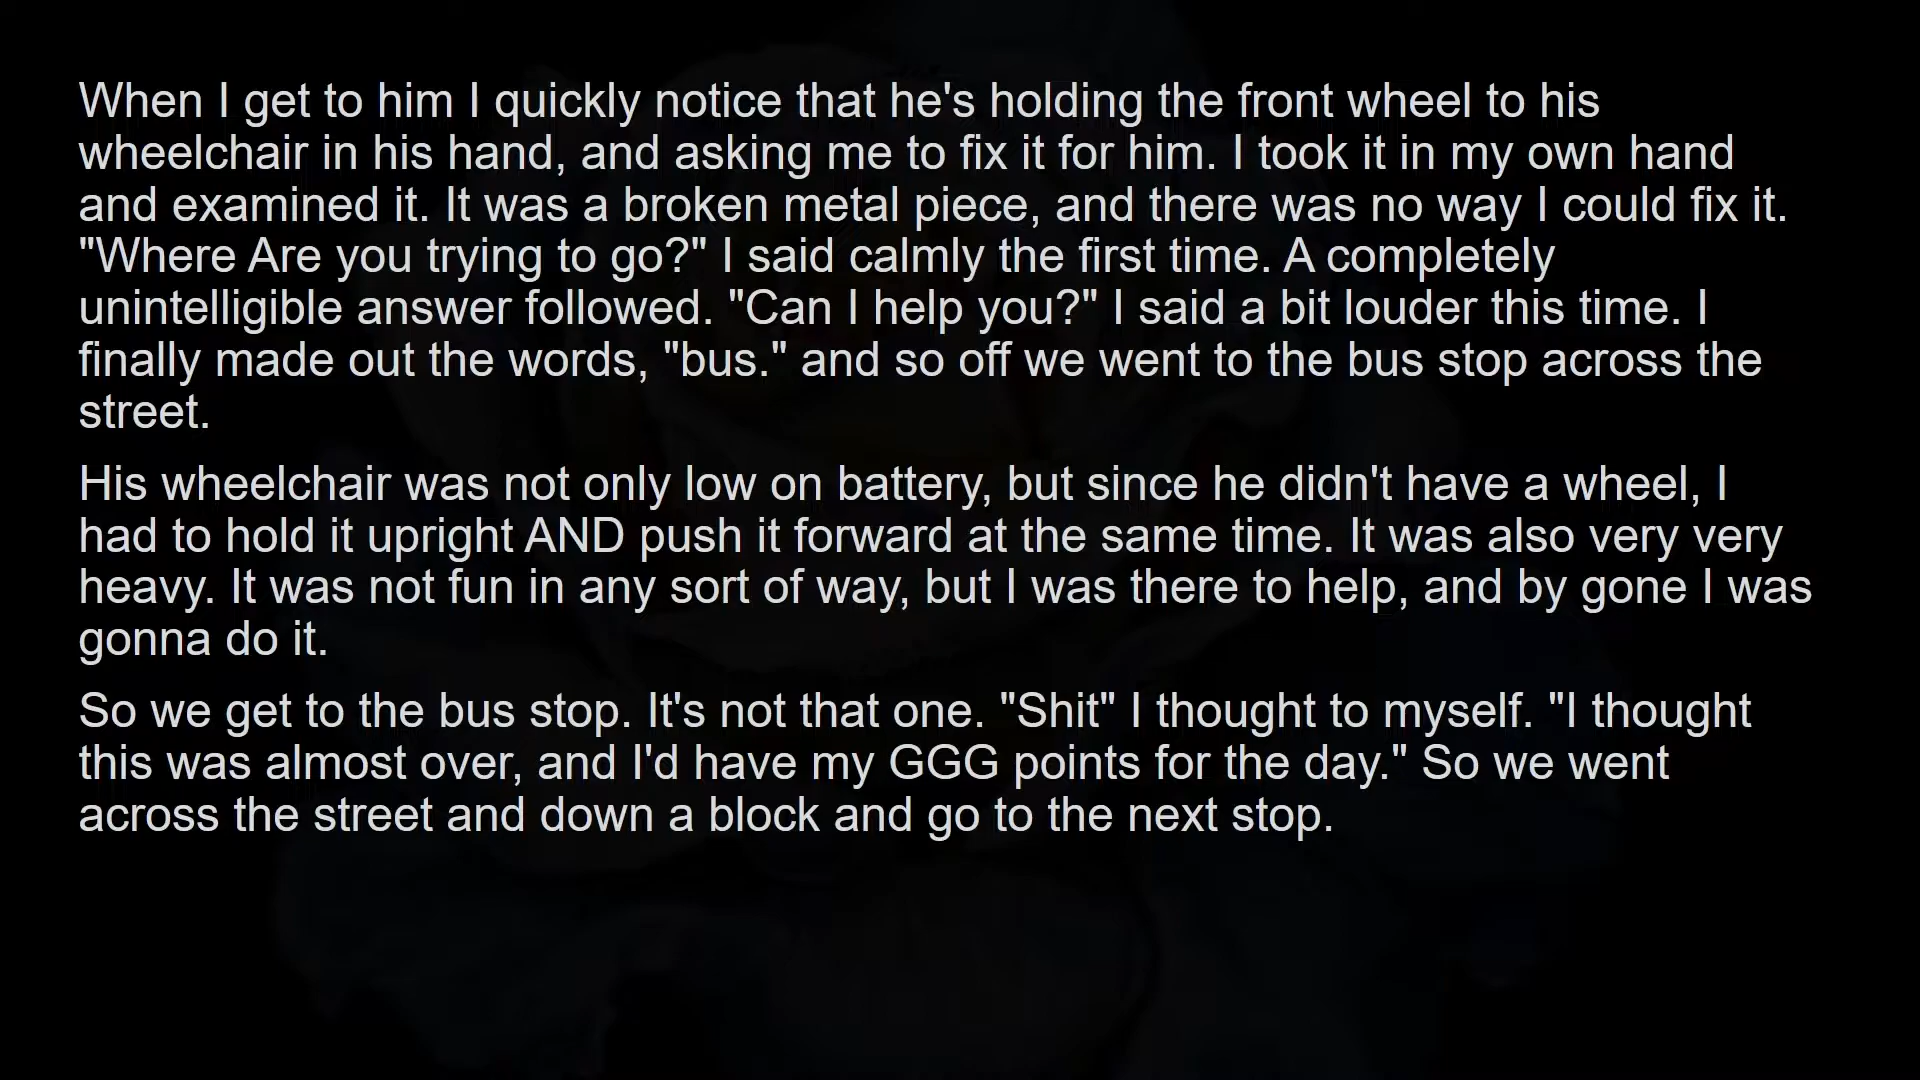 When I get to him I quickly notice that he's holding the front wheel to his
wheelchair in his hand, and asking me to fix it for him. I took it in my own hand
and examined it. It was a broken metal piece, and there was no way I could fix it.
"Where Are you trying to go?" I said calmly the first time. A completely
unintelligible answer followed. "Can I help you?" I said a bit louder this time. I
finally made out the words, "bus." and so off we went to the bus stop across the
street.
His wheelchair was not only low on battery, but since he didn't have a wheel, I
had to hold it upright AND push it forward at the same time. It was also very very
heavy. It was not fun in any sort of way, but I was there to help, and by gone I was
gonna do it.
So we get to the bus stop. It's not that one. "Shit" I thought to myself. "I thought
this was almost over, and I'd have my GGG points for the day." So we went
across the street and down a block and go to the next stop.